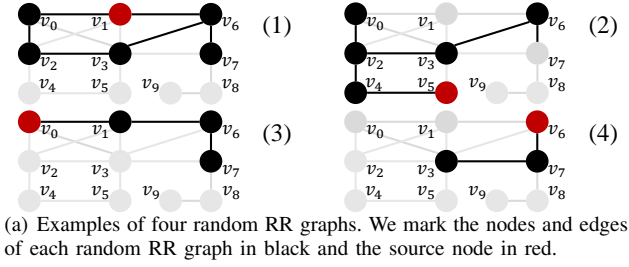 v0 v1 v6 (1)
v2 v3 v7
v4 v5 v9 v8
v0 v1 v6 (2)
v2 v3 v7
v4 v5 v9 v8
v0 v1 v6 (3)
v2 v3 v7
v4 v5 v9 v8
v0 v1 v6 (4)
v2 v3 v7
v4 v5 v9 v8
(a) Examples of four random RR graphs. We mark the nodes and edges
of each random RR graph in black and the source node in red.